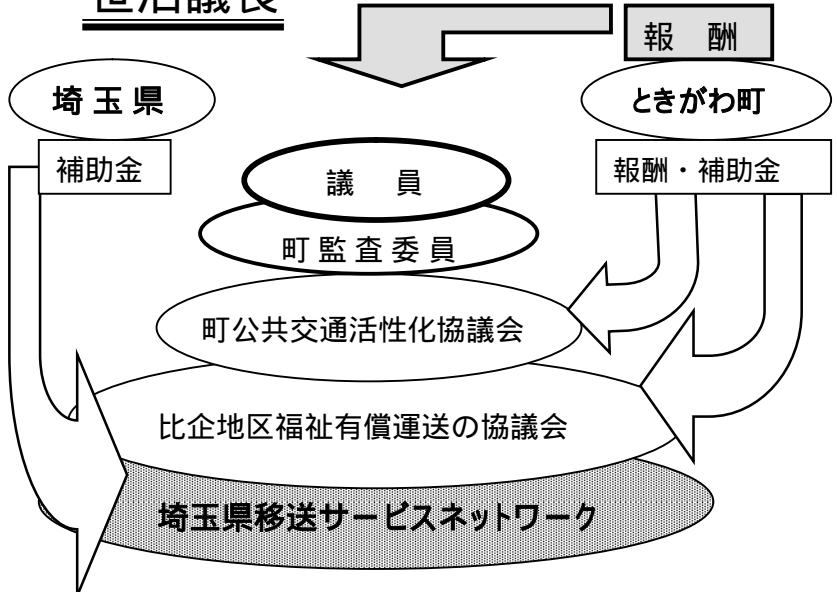 議長
報　酬
埼 玉 県
ときがわ町
補助金
報酬・補助金
議　員
町 監 査 委 員
町公共交通活性化協議会
比企地区福祉有償運送の協議会
埼玉県移送サービスネットワーク